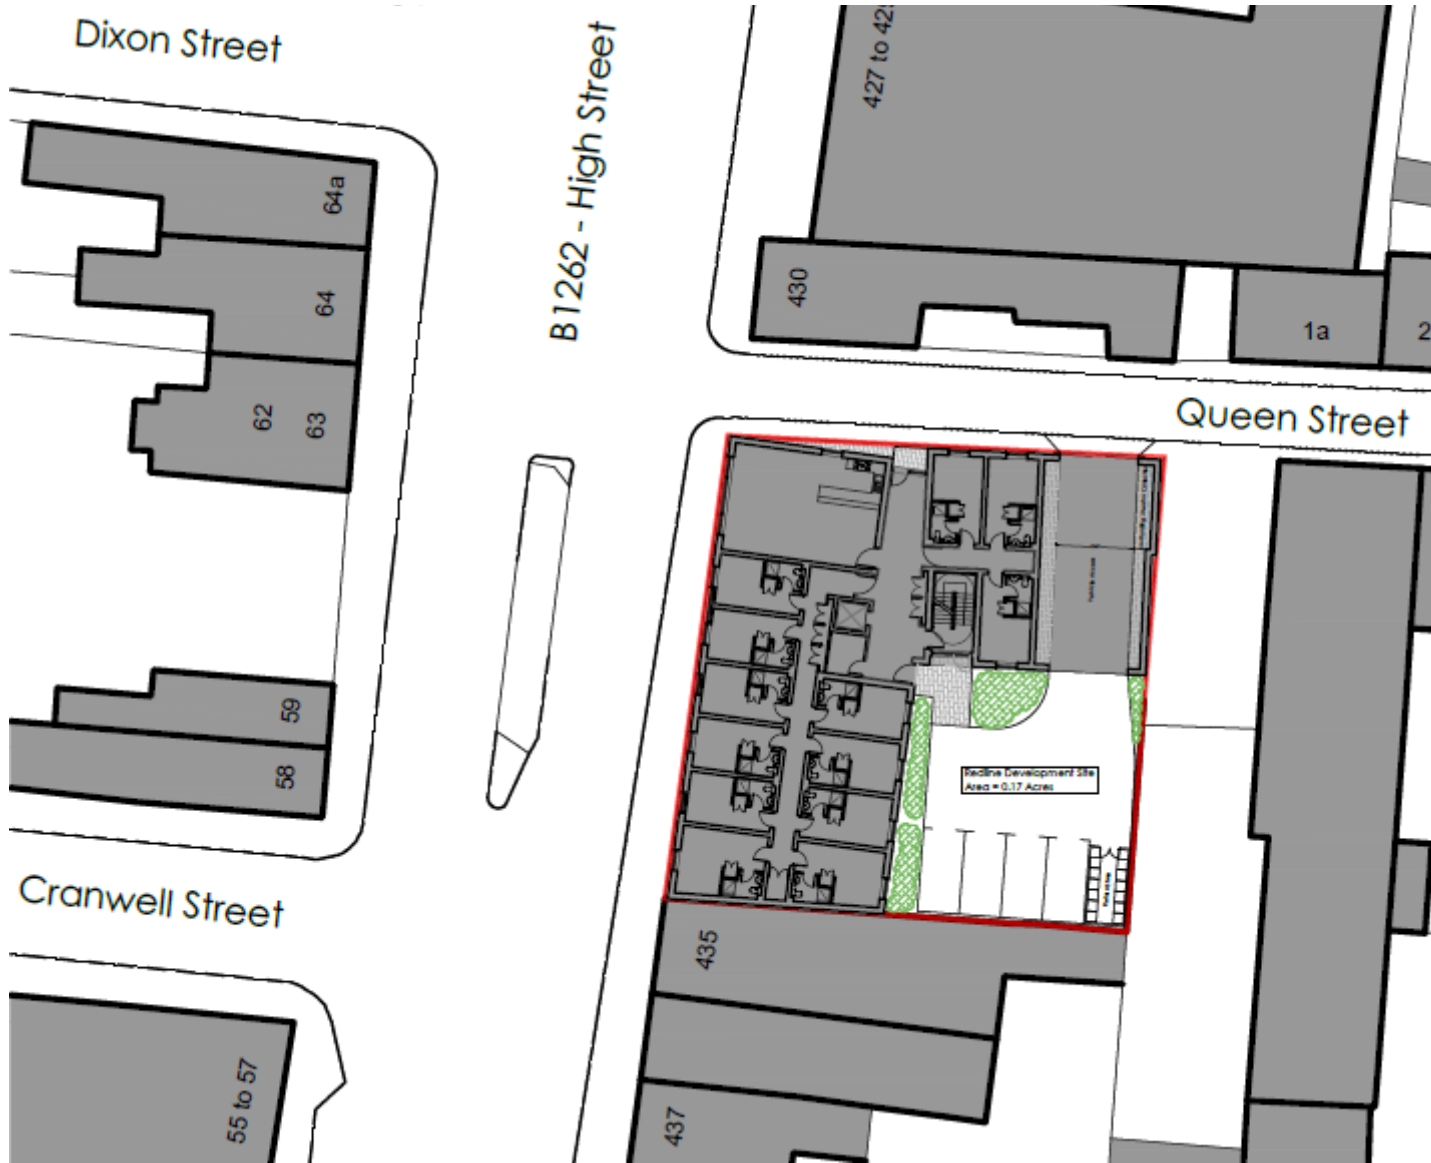 Dixon Street
B1262 - High Street
427 to
64a
430
64
1a
2
62
63
Queen Street
59
Redline Development Site
Area = 0.17 Acres
58
Cranwell Street
435
55 to 57
437